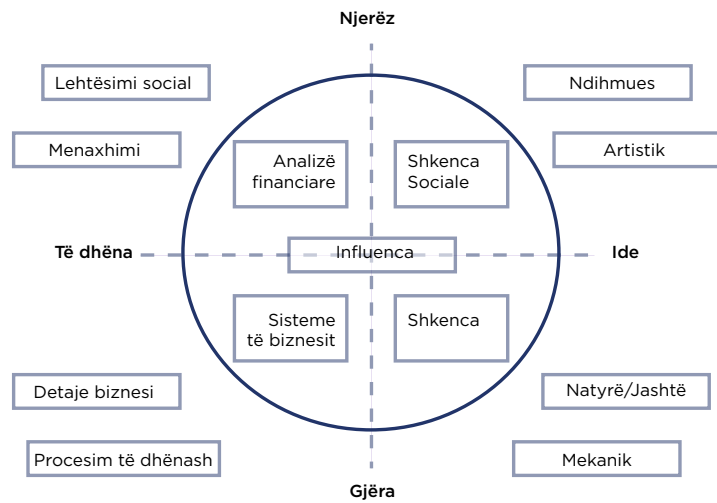 Njerëz
Lehtësimi social
Ndihmues
Menaxhimi
Artistik
Analizë
financiare
Shkenca
Sociale
Të dhëna
Influenca
Ide
Sisteme
të biznesit
Shkenca
Detaje biznesi
Natyrë/Jashtë
Procesim të dhënash
Mekanik
Gjëra